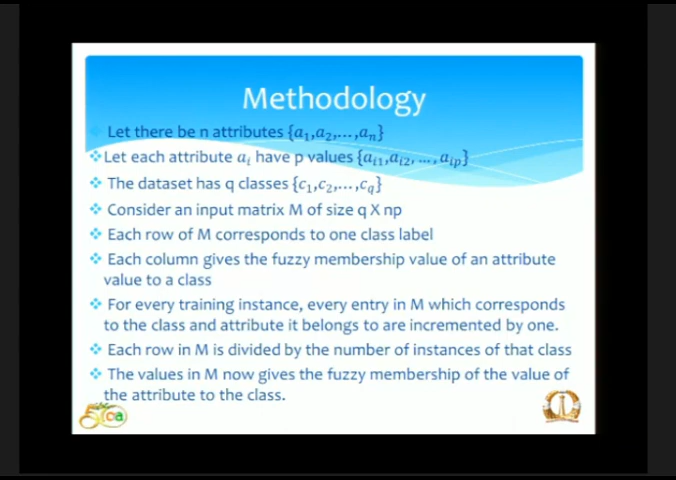 Methodology
Let there be n attributes {a₁,a₂,...,aₙ}
Let each attribute aᵢ have p values {aᵢ₁,aᵢ₂, ..., aᵢₚ}
The dataset has q classes {c₁,c₂,...,c_q}
Consider an input matrix M of size q X np
Each row of M corresponds to one class label
Each column gives the fuzzy membership value of an attribute
value to a class
For every training instance, every entry in M which corresponds
to the class and attribute it belongs to are incremented by one.
Each row in M is divided by the number of instances of that class
The values in M now gives the fuzzy membership of the value of
the attribute to the class.